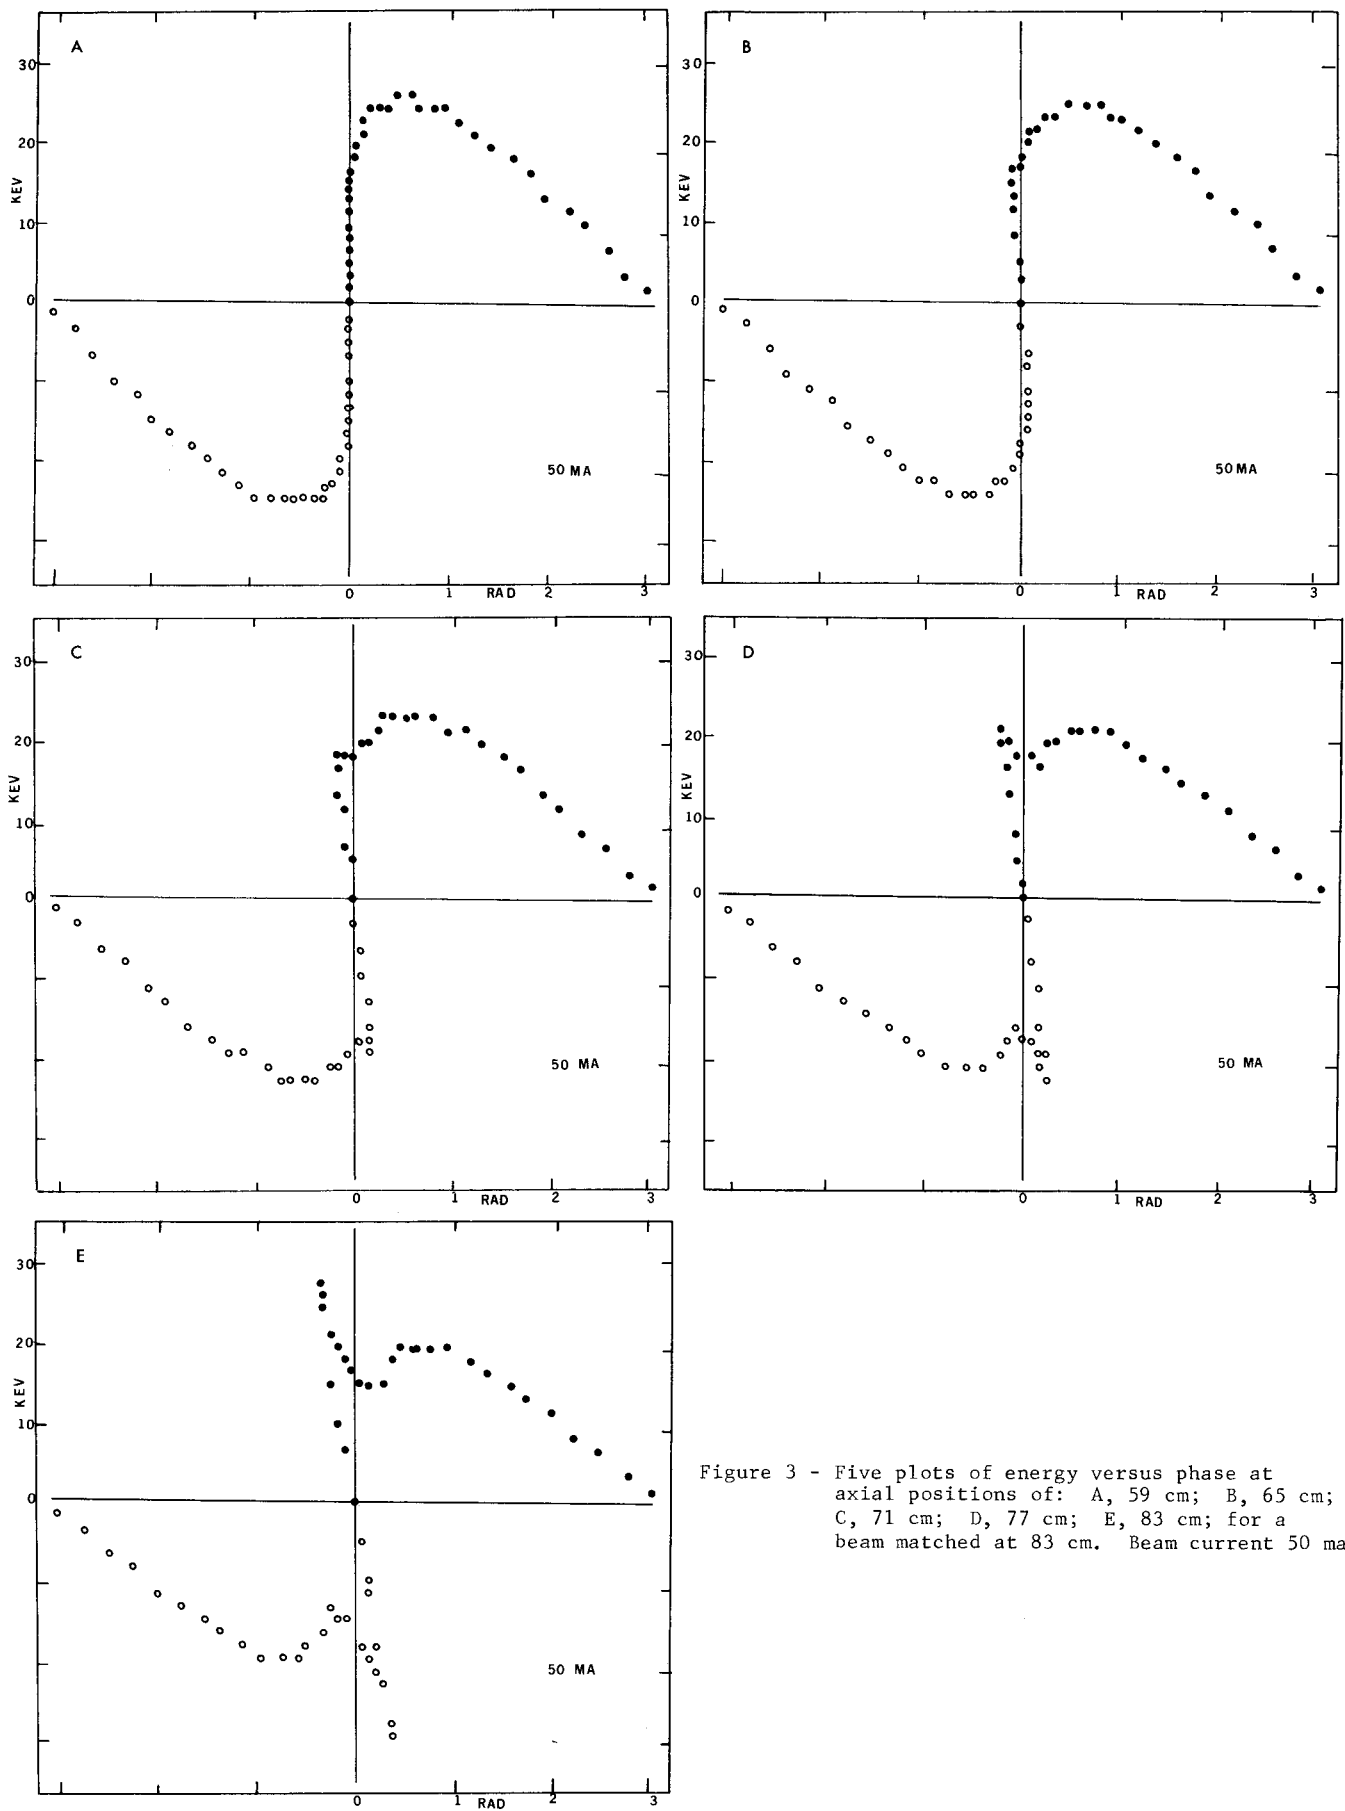 A
30
20
10
0
KEV
50 MA
0 1 RAD 2 3
B
30
20
10
0
KEV
50 MA
0 1 RAD 2 3
C
30
20
10
0
KEV
50 MA
0 1 RAD 2 3
D
30
20
10
0
KEV
50 MA
0 1 RAD 2 3
E
30
20
10
0
KEV
50 MA
0 1 RAD 2 3
Figure 3 - Five plots of energy versus phase at
axial positions of: A, 59 cm; B, 65 cm;
C, 71 cm; D, 77 cm; E, 83 cm; for a
beam matched at 83 cm. Beam current 50 ma